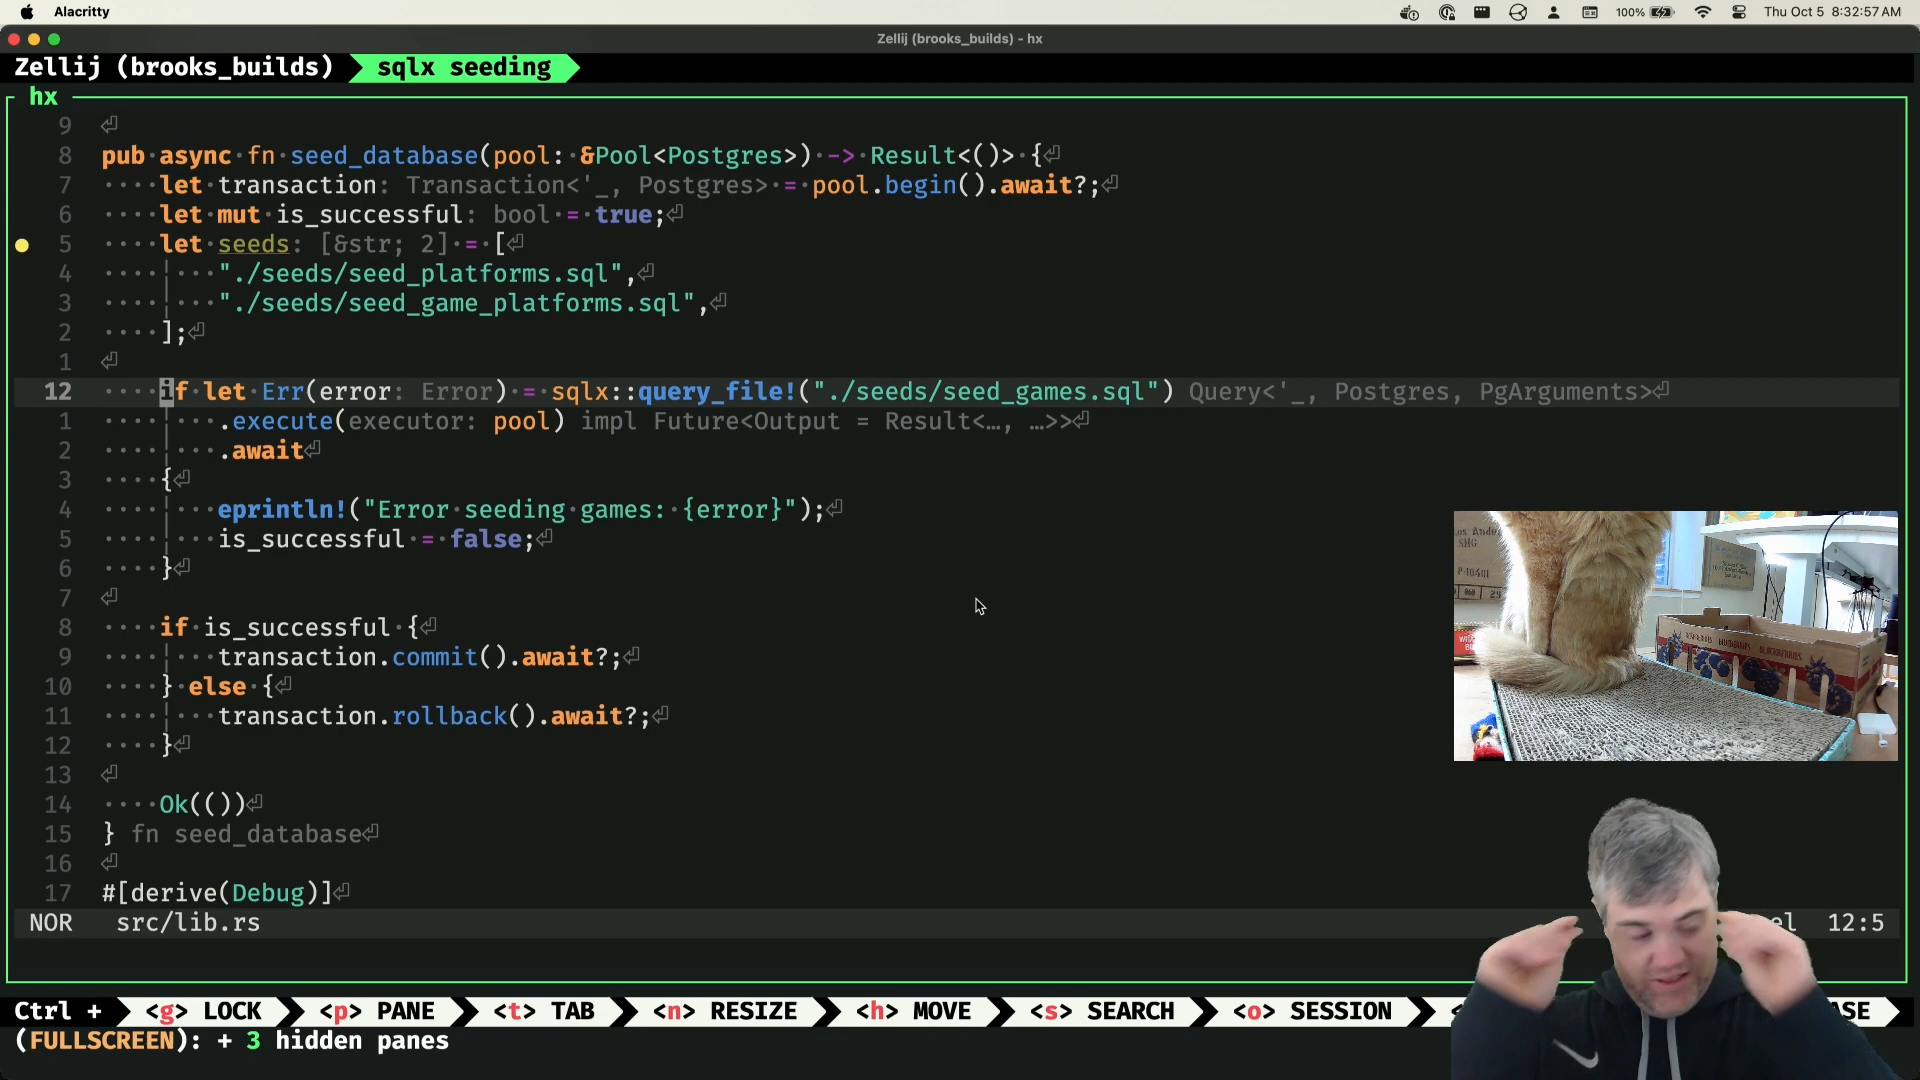 Alacritty
100%
Thu Oct 5 8:32:57 AM
Zellij (brooks_builds) - hx
Zellij (brooks_builds) sqlx seeding
hx
9
8 pub async fn seed_database(pool: &Pool<Postgres>) -> Result<()> {
7 let transaction: Transaction<'_, Postgres> = pool.begin().await?;
6 let mut is_successful: bool = true;
5 let seeds: [&str; 2] = [
4 "./seeds/seed_platforms.sql",
3 "./seeds/seed_game_platforms.sql",
2 ];
1
12 if let Err(error: Error) = sqlx::query_file!("./seeds/seed_games.sql") Query<'_, Postgres, PgArguments>
1 .execute(executor: pool) impl Future<Output = Result<…, …>>
2 .await
3 {
4 eprintln!("Error seeding games: {error}");
5 is_successful = false;
6 }
7
8 if is_successful {
9 transaction.commit().await?;
10 } else {
11 transaction.rollback().await?;
12 }
13
14 Ok(())
15 } fn seed_database
16
17 #[derive(Debug)]
NOR src/lib.rs
el 12:5
Ctrl + <g> LOCK <p> PANE <t> TAB <n> RESIZE <h> MOVE <s> SEARCH <o> SESSION
(FULLSCREEN): + 3 hidden panes
SHG
P-10401
BLACKBERRIES